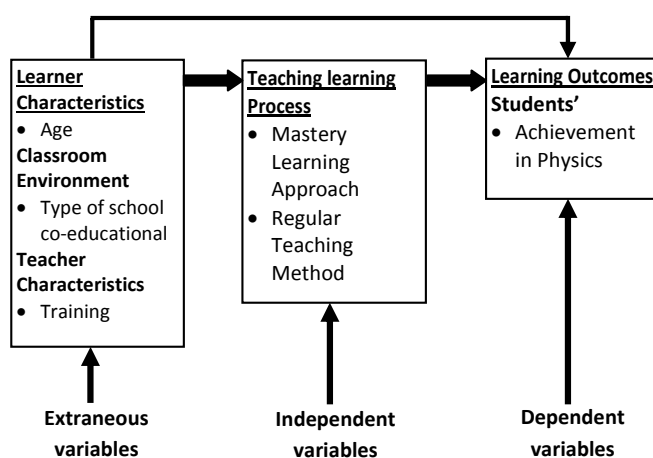 Learner
Characteristics
• Age
Classroom
Environment
• Type of school
co-educational
Teacher
Characteristics
• Training
Teaching learning
Process
• Mastery
Learning
Approach
• Regular
Teaching
Method
Learning Outcomes
Students’
• Achievement
in Physics
Extraneous
variables
Independent
variables
Dependent
variables